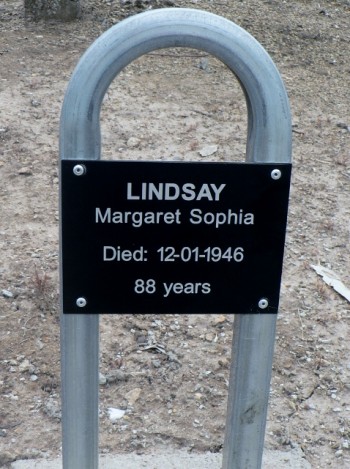 LINDSAY
Margaret Sophia
Died: 12-01-1946
88 years